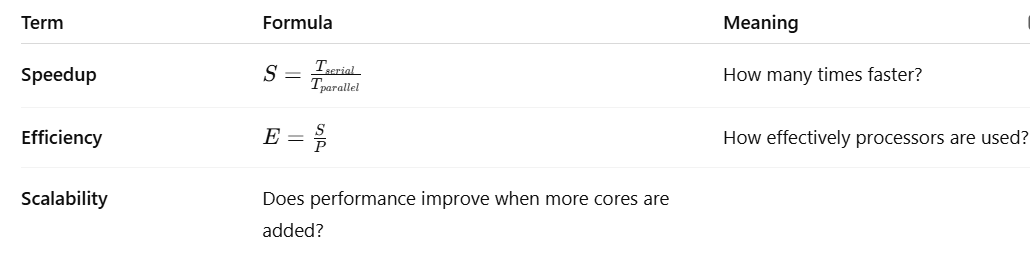 Term Formula Meaning
Speedup S = T_serial / T_parallel How many times faster?
Efficiency E = S / P How effectively processors are used?
Scalability Does performance improve when more cores are
added?